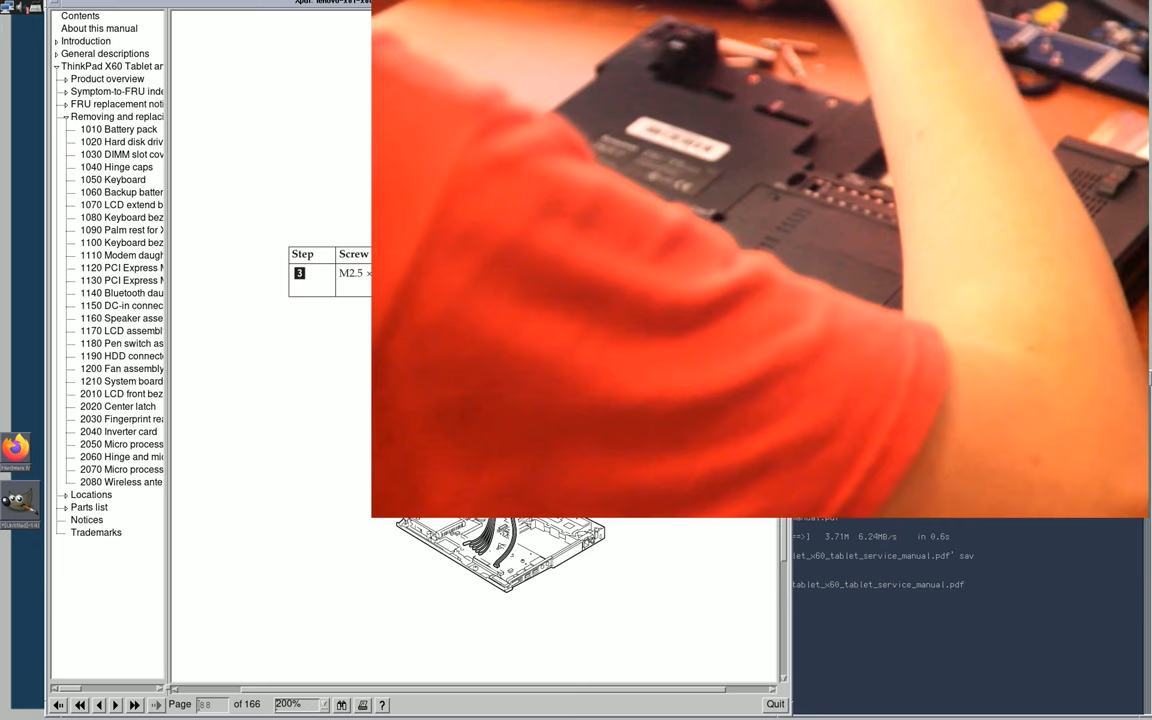 Contents
About this manual
Introduction
General descriptions
ThinkPad X60 Tablet ar
Product overview
Symptom-to-FRU inde
FRU replacement noti
Removing and replaci
1010 Battery pack
1020 Hard disk driv
1030 DIMM slot cov
1040 Hinge caps
1050 Keyboard
1060 Backup batter
1070 LCD extend b
1080 Keyboard bez
1090 Palm rest for X
1100 Keyboard bez
1110 Modem daugh
1120 PCI Express M
1130 PCI Express M
1140 Bluetooth dau
1150 DC-in connec
1160 Speaker asse
1170 LCD assembl
1180 Pen switch as
1190 HDD connecto
1200 Fan assembly
1210 System board
2010 LCD front bez
2020 Center latch
2030 Fingerprint rea
2040 Inverter card
2050 Micro process
2060 Hinge and mic
2070 Micro process
2080 Wireless ante
Locations
Parts list
Notices
Trademarks
Step Screw
3 M2.5 ×
==>] 3.71M 6.24MB/s in 0.6s
let_x60_tablet_service_manual.pdf' sav
tablet_x60_tablet_service_manual.pdf
Page 88 of 166 200% ? Quit